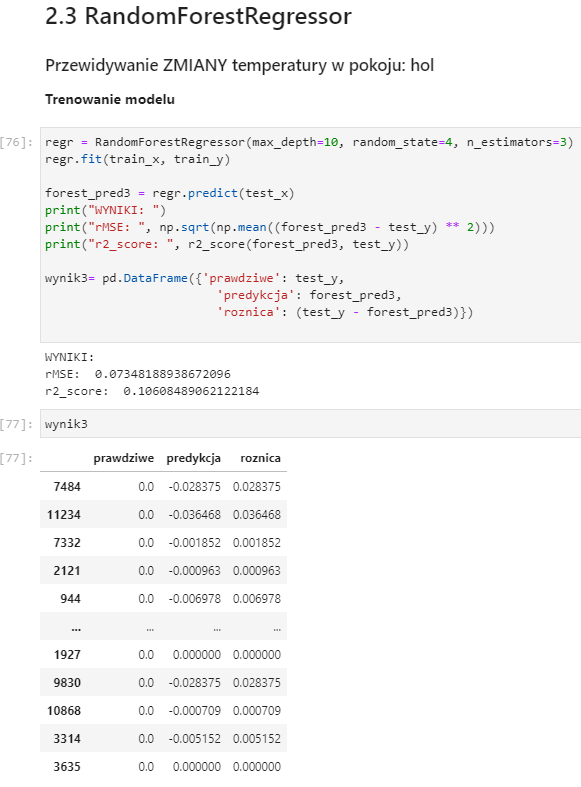 2.3 RandomForestRegressor
Przewidywanie ZMIANY temperatury w pokoju: hol
Trenowanie modelu
[76]: regr = RandomForestRegressor(max_depth=10, random_state=4, n_estimators=3)
regr.fit(train_x, train_y)
forest_pred3 = regr.predict(test_x)
print("WYNIKI: ")
print("rMSE: ", np.sqrt(np.mean((forest_pred3 - test_y) ** 2)))
print("r2_score: ", r2_score(forest_pred3, test_y))
wynik3= pd.DataFrame({'prawdziwe': test_y,
'predykcja': forest_pred3,
'roznica': (test_y - forest_pred3)})
WYNIKI:
rMSE:  0.07348188938672096
r2_score:  0.10608489062122184
[77]: wynik3
[77]: prawdziwe predykcja roznica
7484 0.0 -0.028375 0.028375
11234 0.0 -0.036468 0.036468
7332 0.0 -0.001852 0.001852
2121 0.0 -0.000963 0.000963
944 0.0 -0.006978 0.006978
... ... ... ...
1927 0.0 0.000000 0.000000
9830 0.0 -0.028375 0.028375
10868 0.0 -0.000709 0.000709
3314 0.0 -0.005152 0.005152
3635 0.0 0.000000 0.000000